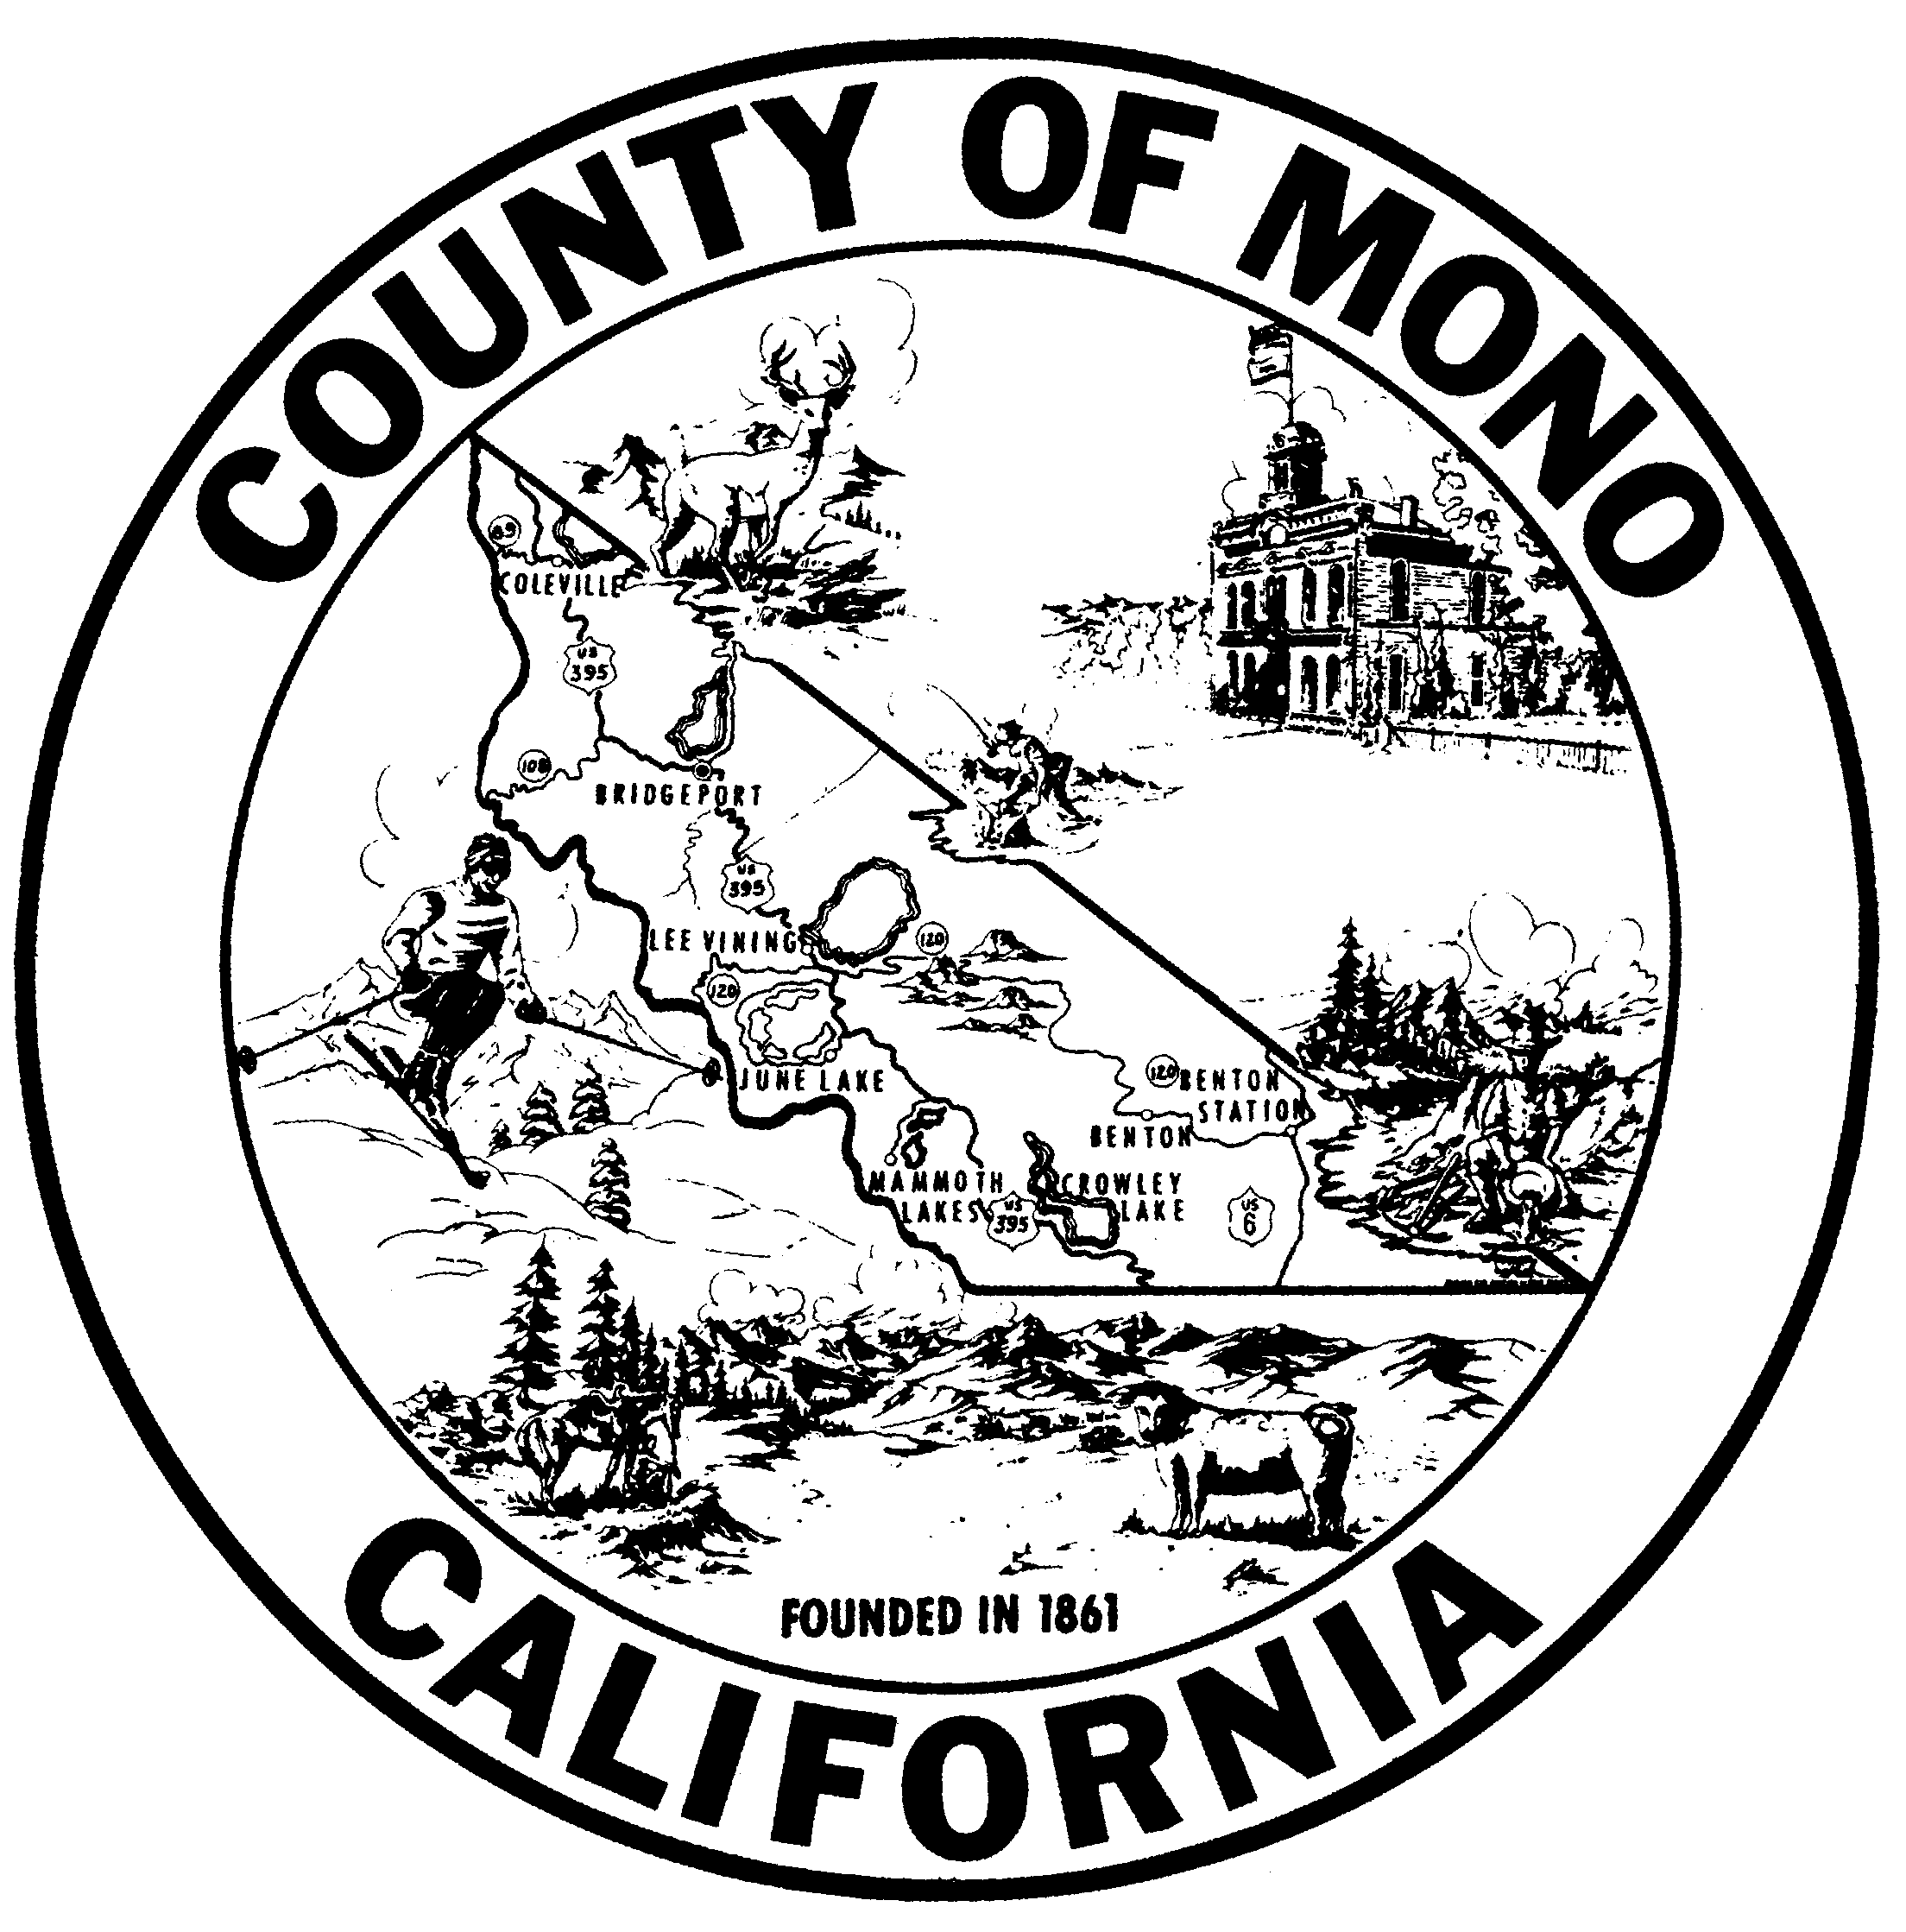 COUNTY OF MONO
89
COLEVILLE
US
395
108
BRIDGEPORT
US
395
LEE VINING
120
120
JUNE LAKE
120
BENTON
STATION
BENTON
MAMMOTH
LAKES
US
395
CROWLEY
LAKE
US
6
FOUNDED IN 1861
CALIFORNIA